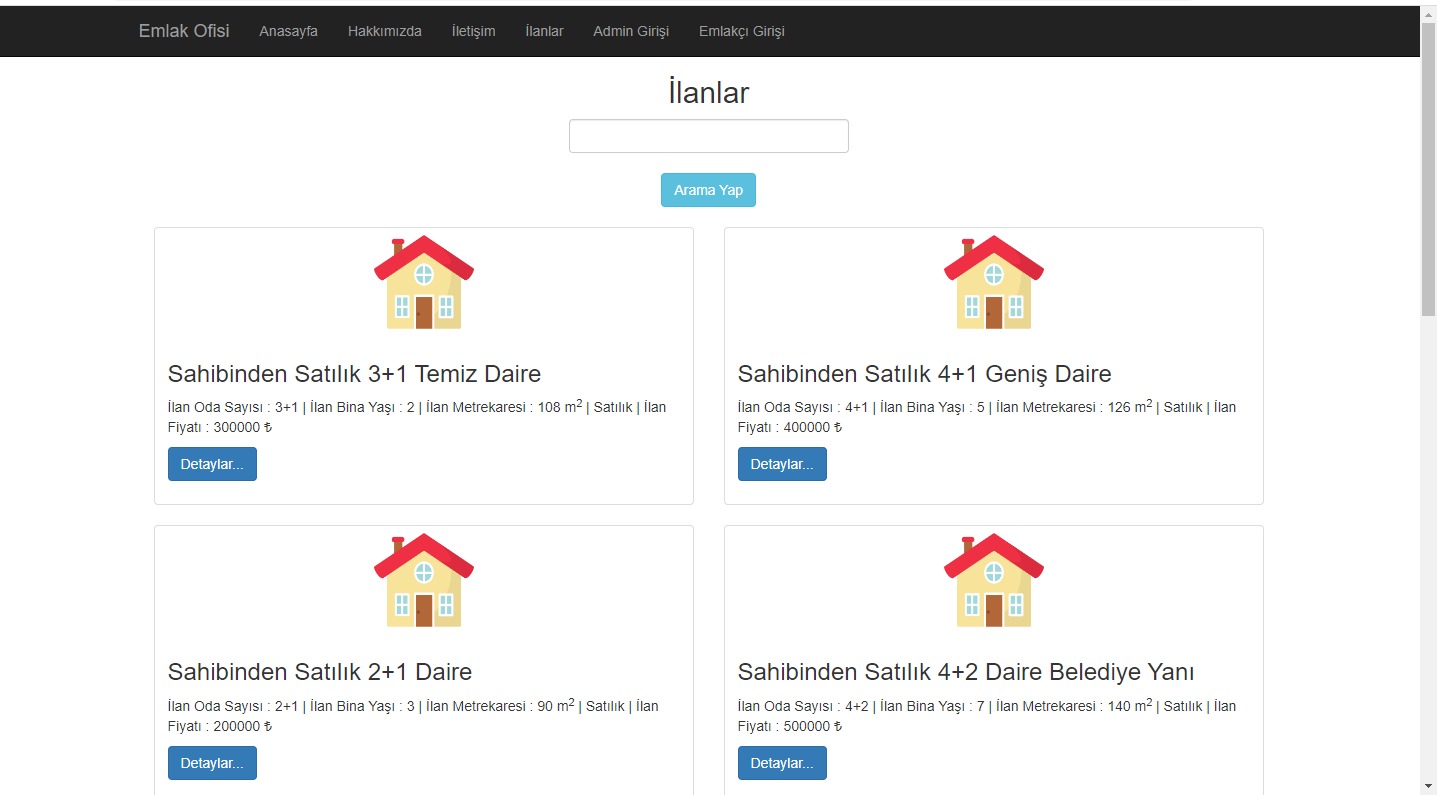 Emlak Ofisi Anasayfa Hakkımızda İletişim İlanlar Admin Girişi Emlakçı Girişi
İlanlar
Arama Yap
Sahibinden Satılık 3+1 Temiz Daire
İlan Oda Sayısı : 3+1 | İlan Bina Yaşı : 2 | İlan Metrekaresi : 108 m² | Satılık | İlan
Fiyatı : 300000 ₺
Detaylar...
Sahibinden Satılık 4+1 Geniş Daire
İlan Oda Sayısı : 4+1 | İlan Bina Yaşı : 5 | İlan Metrekaresi : 126 m² | Satılık | İlan
Fiyatı : 400000 ₺
Detaylar...
Sahibinden Satılık 2+1 Daire
İlan Oda Sayısı : 2+1 | İlan Bina Yaşı : 3 | İlan Metrekaresi : 90 m² | Satılık | İlan
Fiyatı : 200000 ₺
Detaylar...
Sahibinden Satılık 4+2 Daire Belediye Yanı
İlan Oda Sayısı : 4+2 | İlan Bina Yaşı : 7 | İlan Metrekaresi : 140 m² | Satılık | İlan
Fiyatı : 500000 ₺
Detaylar...